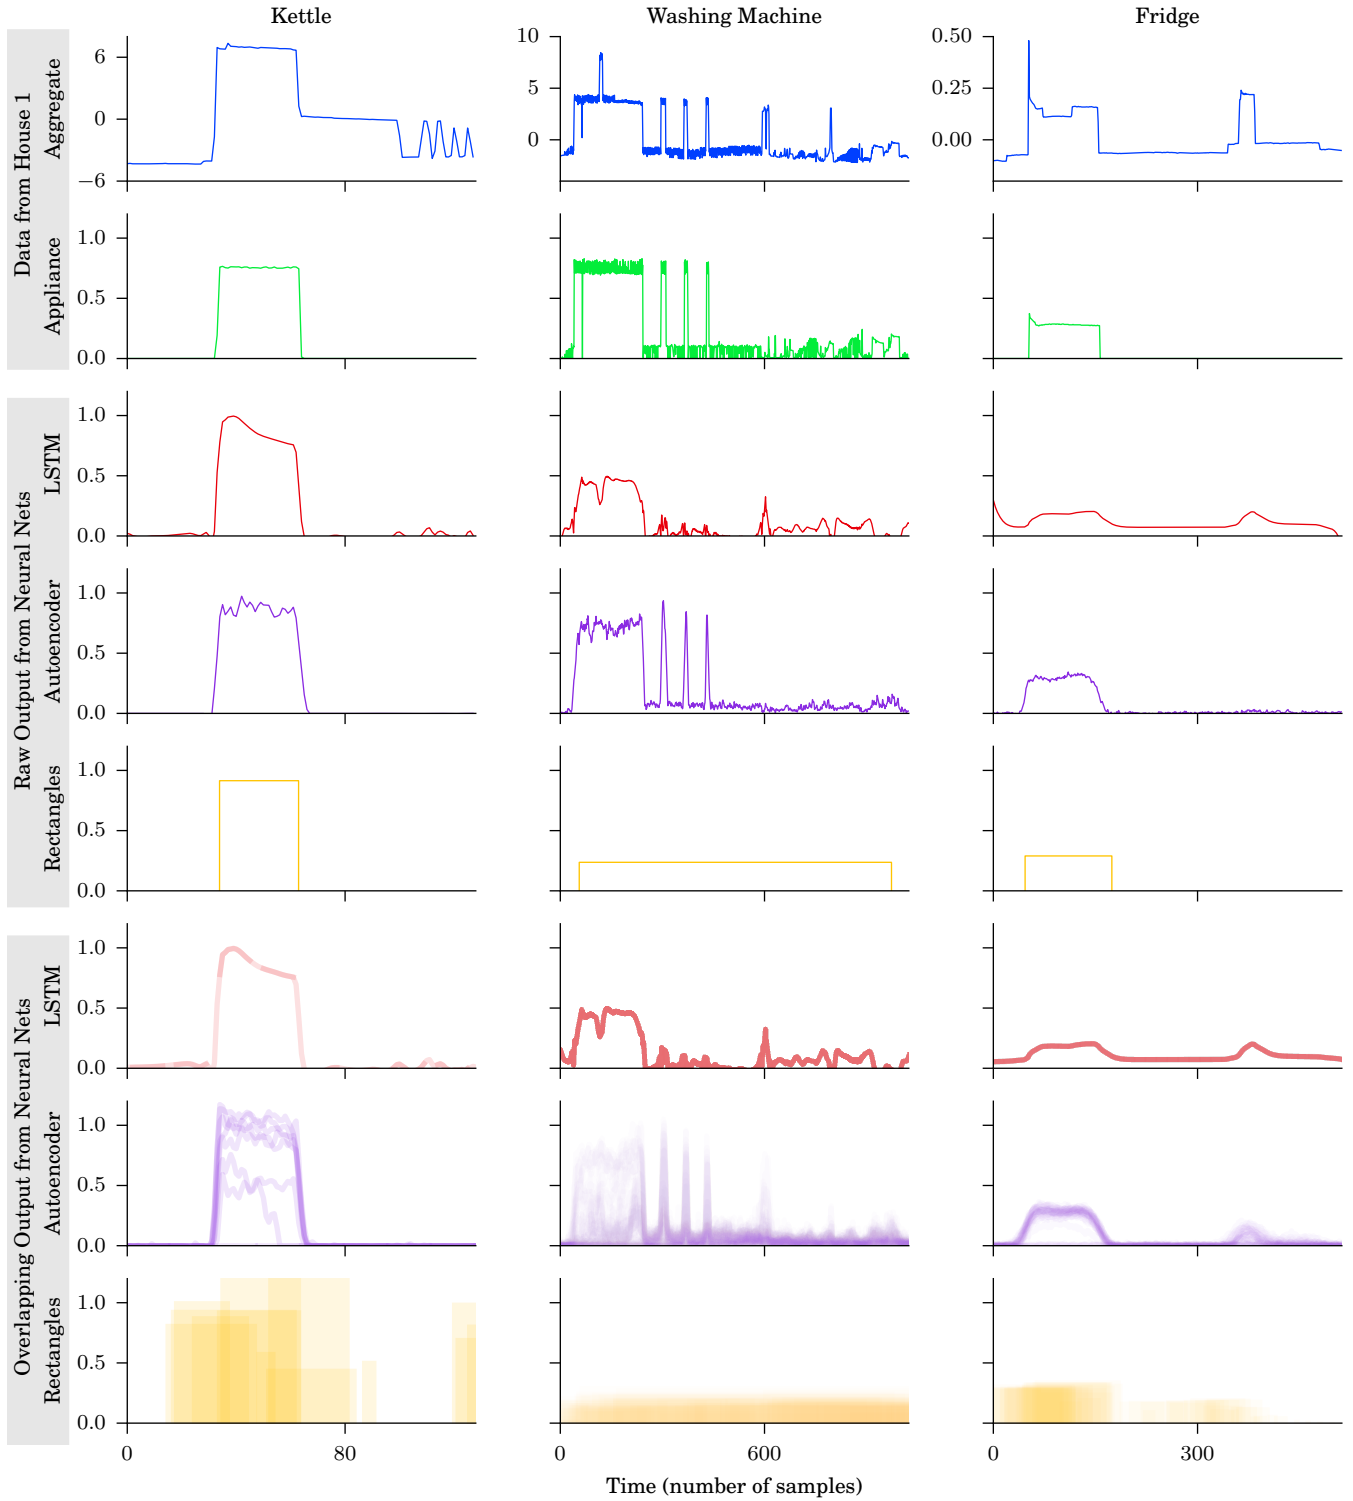 Kettle
Washing Machine
Fridge
Data from House 1
Aggregate
6
0
−6
10
5
0
0.50
0.25
0.00
Appliance
1.0
0.5
0.0
Raw Output from Neural Nets
LSTM
1.0
0.5
0.0
Autoencoder
1.0
0.5
0.0
Rectangles
1.0
0.5
0.0
Overlapping Output from Neural Nets
LSTM
1.0
0.5
0.0
Autoencoder
1.0
0.5
0.0
Rectangles
1.0
0.5
0.0
0
80
0
600
0
300
Time (number of samples)